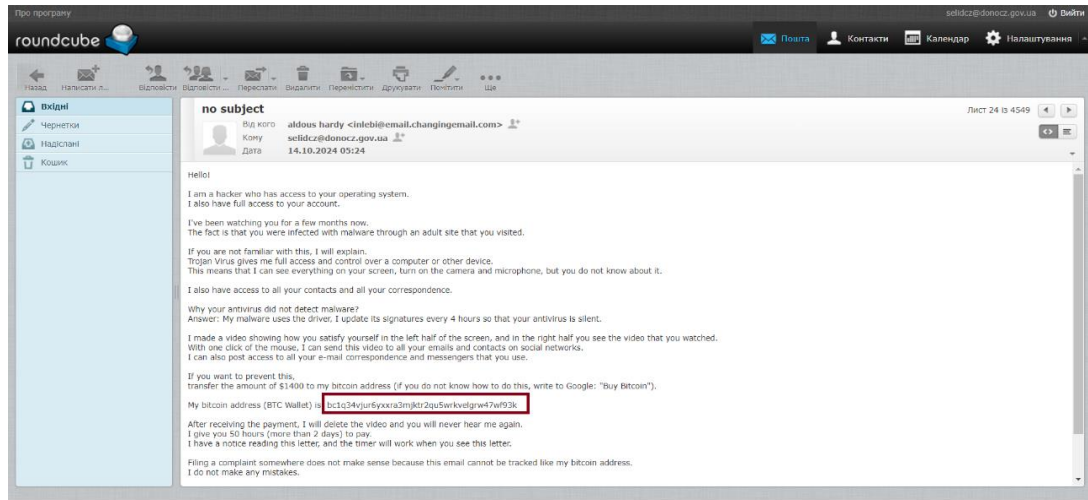 Про програму
selidcz@donocz.gov.ua Вийти
roundcube
Пошта Контакти Календар Налаштування
Назад Написати л... Відповісти Відповісти ... Переслати Видалити Перемістити Друкувати Помітити Ще
Вхідні
Чернетки
Надіслані
Кошик
no subject
Лист 24 із 4549
Від кого aldous hardy <inlebi@email.changingemail.com>
Кому selidcz@donocz.gov.ua
Дата 14.10.2024 05:24
Hello!
I am a hacker who has access to your operating system.
I also have full access to your account.
I've been watching you for a few months now.
The fact is that you were infected with malware through an adult site that you visited.
If you are not familiar with this, I will explain.
Trojan Virus gives me full access and control over a computer or other device.
This means that I can see everything on your screen, turn on the camera and microphone, but you do not know about it.
I also have access to all your contacts and all your correspondence.
Why your antivirus did not detect malware?
Answer: My malware uses the driver, I update its signatures every 4 hours so that your antivirus is silent.
I made a video showing how you satisfy yourself in the left half of the screen, and in the right half you see the video that you watched.
With one click of the mouse, I can send this video to all your emails and contacts on social networks.
I can also post access to all your e-mail correspondence and messengers that you use.
If you want to prevent this,
transfer the amount of $1400 to my bitcoin address (if you do not know how to do this, write to Google: "Buy Bitcoin").
My bitcoin address (BTC Wallet) is bc1q34vjur6yxxra3mjktr2qu5wrkvelgrw47wf93k
After receiving the payment, I will delete the video and you will never hear me again.
I give you 50 hours (more than 2 days) to pay.
I have a notice reading this letter, and the timer will work when you see this letter.
Filing a complaint somewhere does not make sense because this email cannot be tracked like my bitcoin address.
I do not make any mistakes.